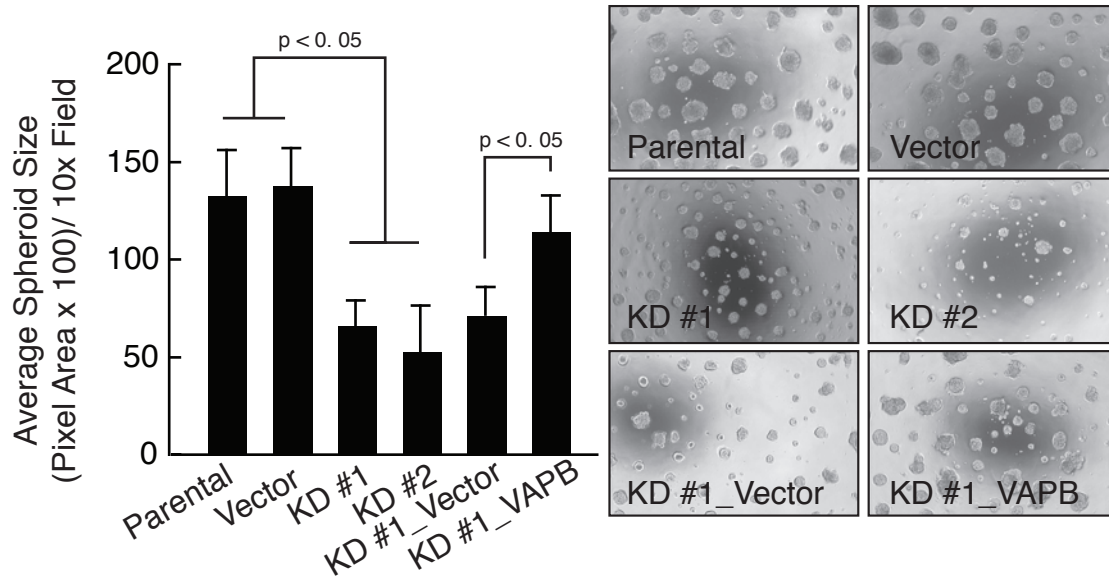 p < 0. 05
200
150
100
50
0
Average Spheroid Size
(Pixel Area x 100)/ 10x Field
p < 0. 05
Parental
Vector
KD #1
KD #2
KD #1_Vector
KD #1_VAPB
Parental
Vector
KD #1
KD #2
KD #1_Vector
KD #1_VAPB